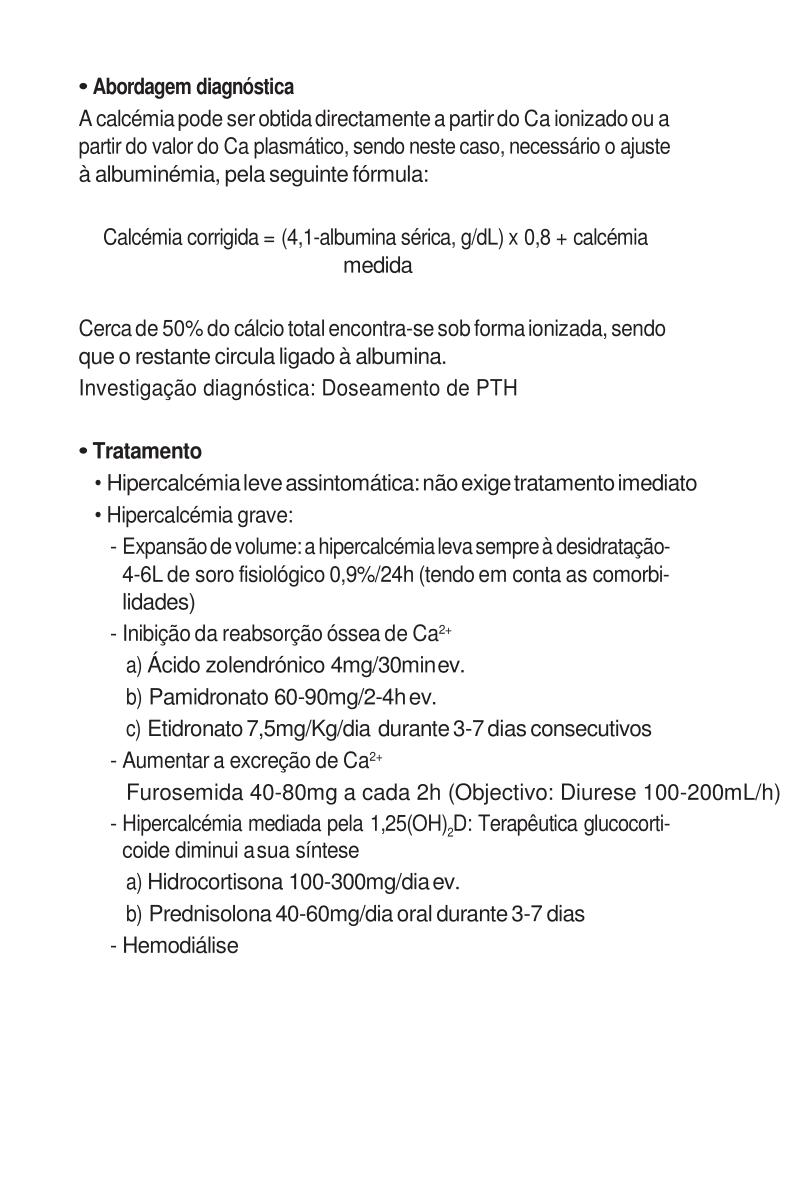 • Abordagem diagnóstica
A calcémia pode ser obtida directamente a partir do Ca ionizado ou a
partir do valor do Ca plasmático, sendo neste caso, necessário o ajuste
à albuminémia, pela seguinte fórmula:
Calcémia corrigida = (4,1-albumina sérica, g/dL) x 0,8 + calcémia
medida
Cerca de 50% do cálcio total encontra-se sob forma ionizada, sendo
que o restante circula ligado à albumina.
Investigação diagnóstica: Doseamento de PTH
• Tratamento
• Hipercalcémia leve assintomática: não exige tratamento imediato
• Hipercalcémia grave:
- Expansão de volume: a hipercalcémia leva sempre à desidratação-
4-6L de soro fisiológico 0,9%/24h (tendo em conta as comorbi-
lidades)
- Inibição da reabsorção óssea de Ca²⁺
a) Ácido zolendrónico 4mg/30min ev.
b) Pamidronato 60-90mg/2-4h ev.
c) Etidronato 7,5mg/Kg/dia durante 3-7 dias consecutivos
- Aumentar a excreção de Ca²⁺
Furosemida 40-80mg a cada 2h (Objectivo: Diurese 100-200mL/h)
- Hipercalcémia mediada pela 1,25(OH)₂D: Terapêutica glucocorti-
coide diminui a sua síntese
a) Hidrocortisona 100-300mg/dia ev.
b) Prednisolona 40-60mg/dia oral durante 3-7 dias
- Hemodiálise